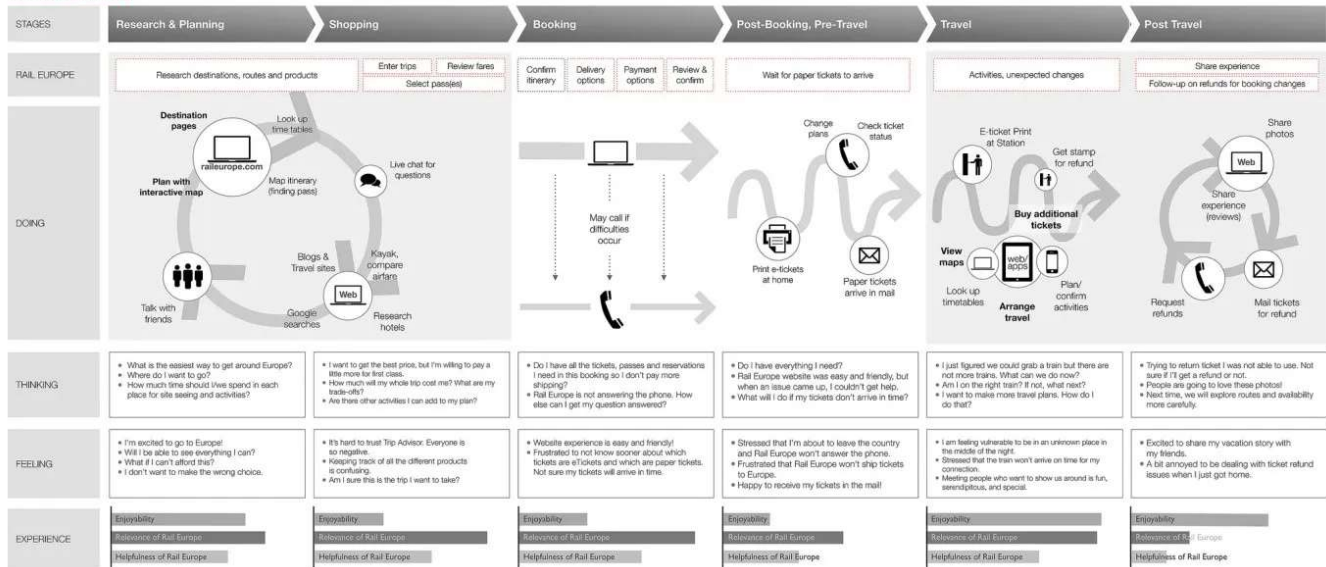 STAGES
Research & Planning
Shopping
Booking
Post-Booking, Pre-Travel
Travel
Post Travel
RAIL EUROPE
Research destinations, routes and products
Enter trips
Review fares
Select pass(es)
Confirm
itinerary
Delivery
options
Payment
options
Review &
confirm
Wait for paper tickets to arrive
Activities, unexpected changes
Share experience
Follow-up on refunds for booking changes
DOING
Destination
pages
Look up
time tables
raileurope.com
Plan with
interactive map
Map itinerary
(finding pass)
Live chat for
questions
Talk with
friends
Blogs &
Travel sites
Kayak,
compare
airfare
Web
Google
searches
Research
hotels
May call if
difficulties
occur
Change
plans
Check ticket
status
Print e-tickets
at home
Paper tickets
arrive in mail
E-ticket Print
at Station
Get stamp
for refund
Buy additional
tickets
View
maps
web/
apps
Look up
timetables
Plan/
confirm
activities
Arrange
travel
Share
photos
Web
Share
experience
(reviews)
Request
refunds
Mail tickets
for refund
THINKING
• What is the easiest way to get around Europe?
• Where do I want to go?
• How much time should I/we spend in each
place for site seeing and activities?
• I want to get the best price, but I'm willing to pay a
little more for first class.
• How much will my whole trip cost me? What are my
trade-offs?
• Are there other activities I can add to my plan?
• Do I have all the tickets, passes and reservations
I need in this booking so I don't pay more
shipping?
• Rail Europe is not answering the phone. How
else can I get my question answered?
• Do I have everything I need?
• Rail Europe website was easy and friendly, but
when an issue came up, I couldn't get help.
• What will I do if my tickets don't arrive in time?
• I just figured we could grab a train but there are
not more trains. What can we do now?
• Am I on the right train? If not, what next?
• I want to make more travel plans. How do I
do that?
• Trying to return ticket I was not able to use. Not
sure if I'll get a refund or not.
• People are going to love these photos!
• Next time, we will explore routes and availability
more carefully.
FEELING
• I'm excited to go to Europe!
• Will I be able to see everything I can?
• What if I can't afford this?
• I don't want to make the wrong choice.
• It's hard to trust Trip Advisor. Everyone is
so negative.
• Keeping track of all the different products
is confusing.
• Am I sure this is the trip I want to take?
• Website experience is easy and friendly!
• Frustrated to not know sooner about which
tickets are eTickets and which are paper tickets.
Not sure my tickets will arrive in time.
• Stressed that I'm about to leave the country
and Rail Europe won't answer the phone.
• Frustrated that Rail Europe won't ship tickets
to Europe.
• Happy to receive my tickets in the mail!
• I am feeling vulnerable to be in an unknown place in
the middle of the night.
• Stressed that the train won't arrive on time for my
connection.
• Meeting people who want to show us around is fun,
serendipitous, and special.
• Excited to share my vacation story with
my friends.
• A bit annoyed to be dealing with ticket refund
issues when I just got home.
EXPERIENCE
Enjoyability
Relevance of Rail Europe
Helpfulness of Rail Europe
Enjoyability
Relevance of Rail Europe
Helpfulness of Rail Europe
Enjoyability
Relevance of Rail Europe
Helpfulness of Rail Europe
Enjoyability
Relevance of Rail Europe
Helpfulness of Rail Europe
Enjoyability
Relevance of Rail Europe
Helpfulness of Rail Europe
Enjoyability
Relevance of Rail Europe
Helpfulness of Rail Europe